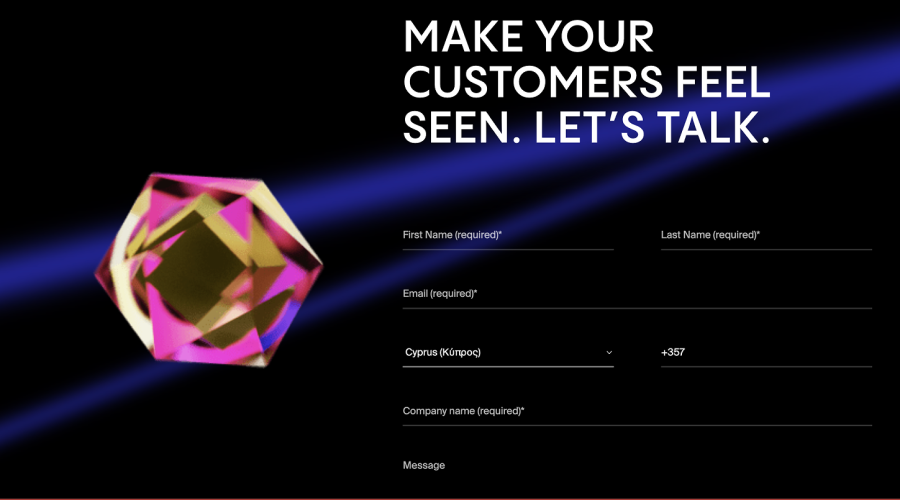 MAKE YOUR
CUSTOMERS FEEL
SEEN. LET’S TALK.
First Name (required)*
Last Name (required)*
Email (required)*
Cyprus (Κύπρος)
+357
Company name (required)*
Message